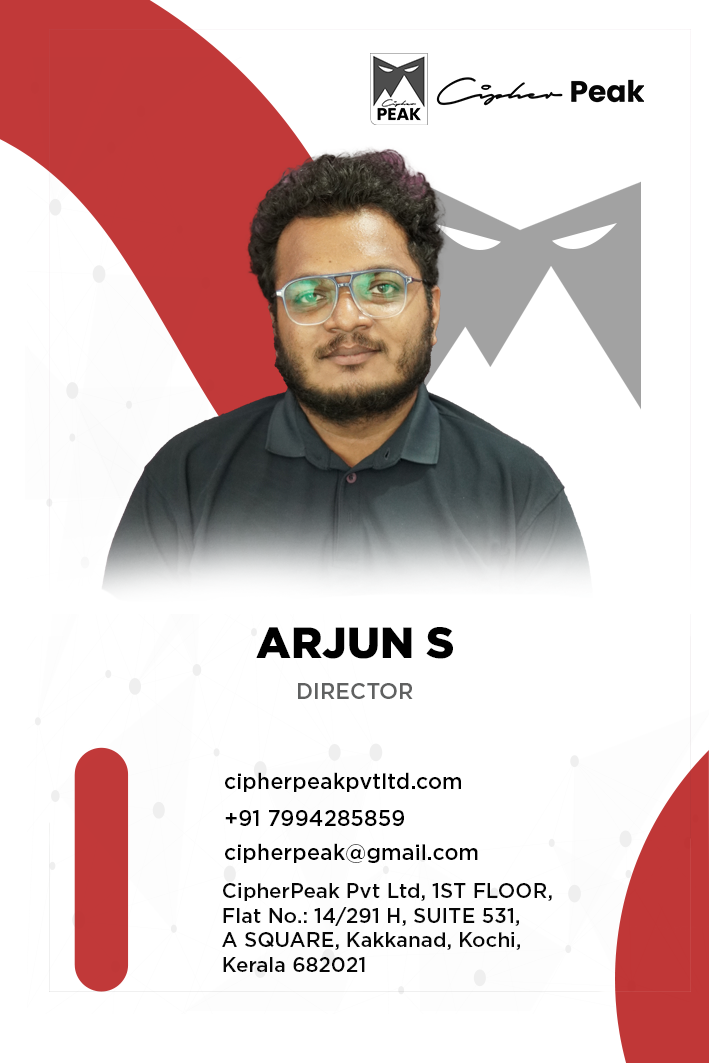 Cipher
PEAK
Cipher Peak
ARJUN S
DIRECTOR
cipherpeakpvtltd.com
+91 7994285859
cipherpeak@gmail.com
CipherPeak Pvt Ltd, 1ST FLOOR,
Flat No.: 14/291 H, SUITE 531,
A SQUARE, Kakkanad, Kochi,
Kerala 682021